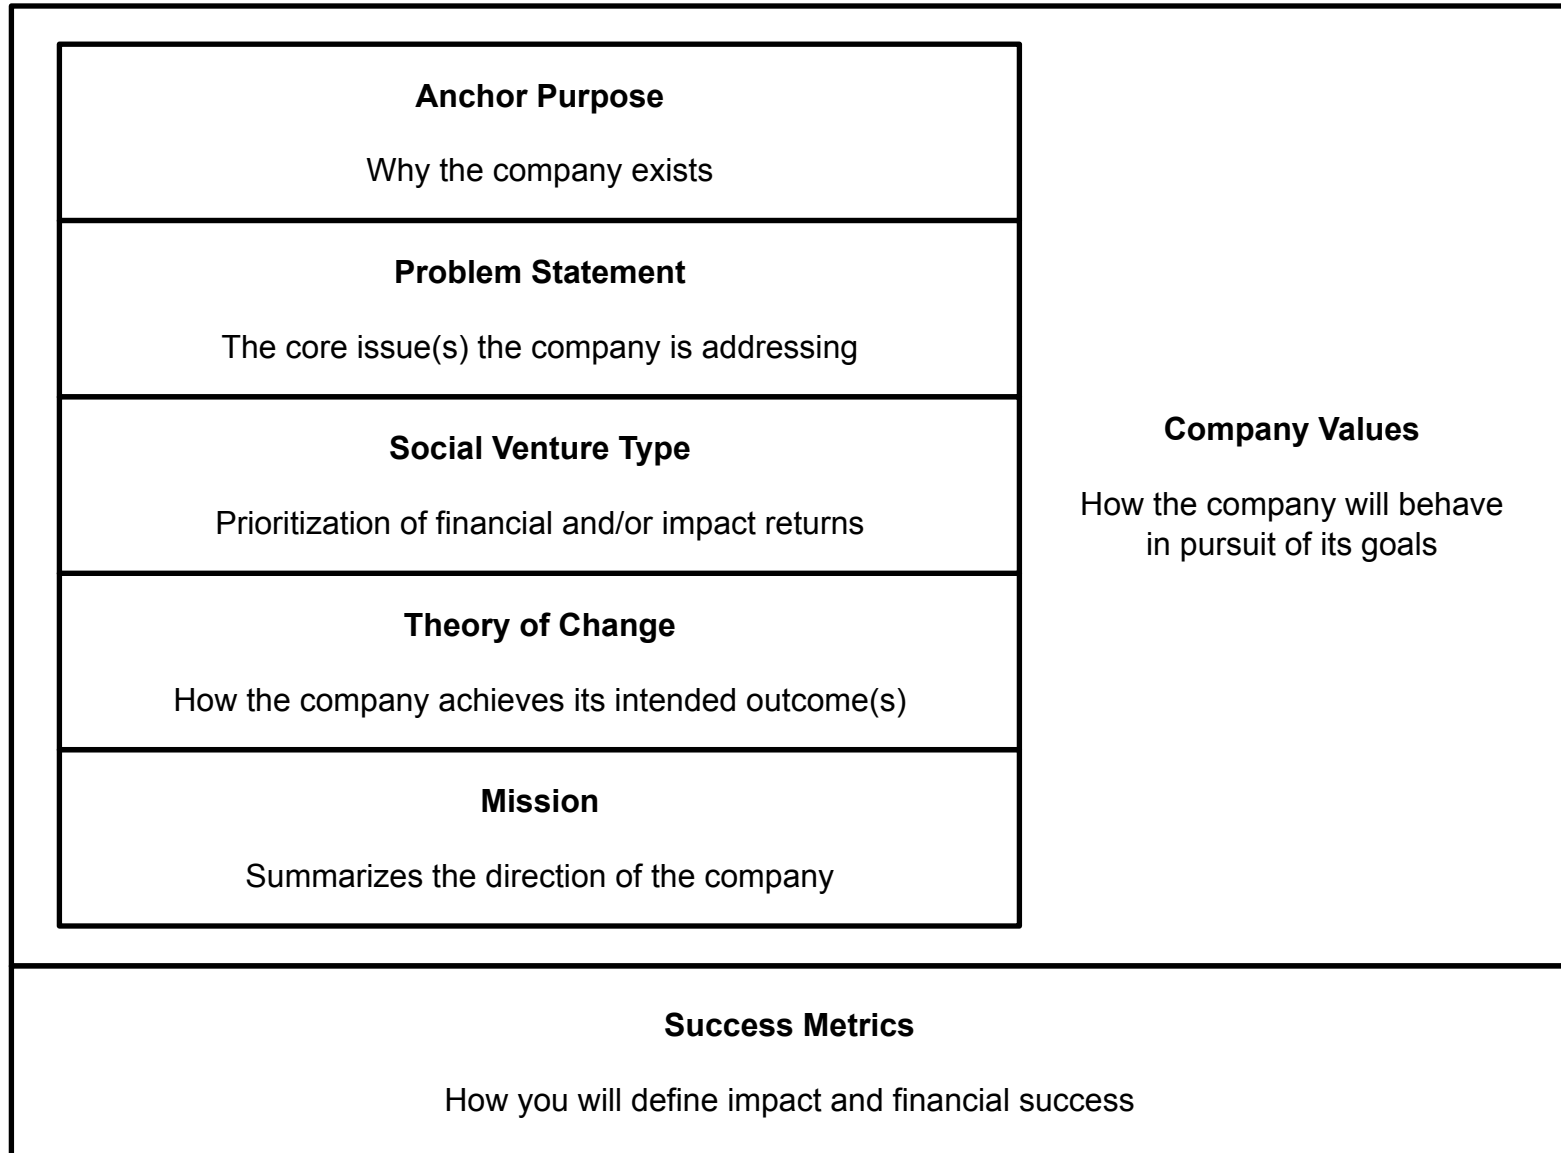 Anchor Purpose
Why the company exists
Problem Statement
The core issue(s) the company is addressing
Social Venture Type
Prioritization of financial and/or impact returns
Theory of Change
How the company achieves its intended outcome(s)
Mission
Summarizes the direction of the company
Company Values
How the company will behave
in pursuit of its goals
Success Metrics
How you will define impact and financial success